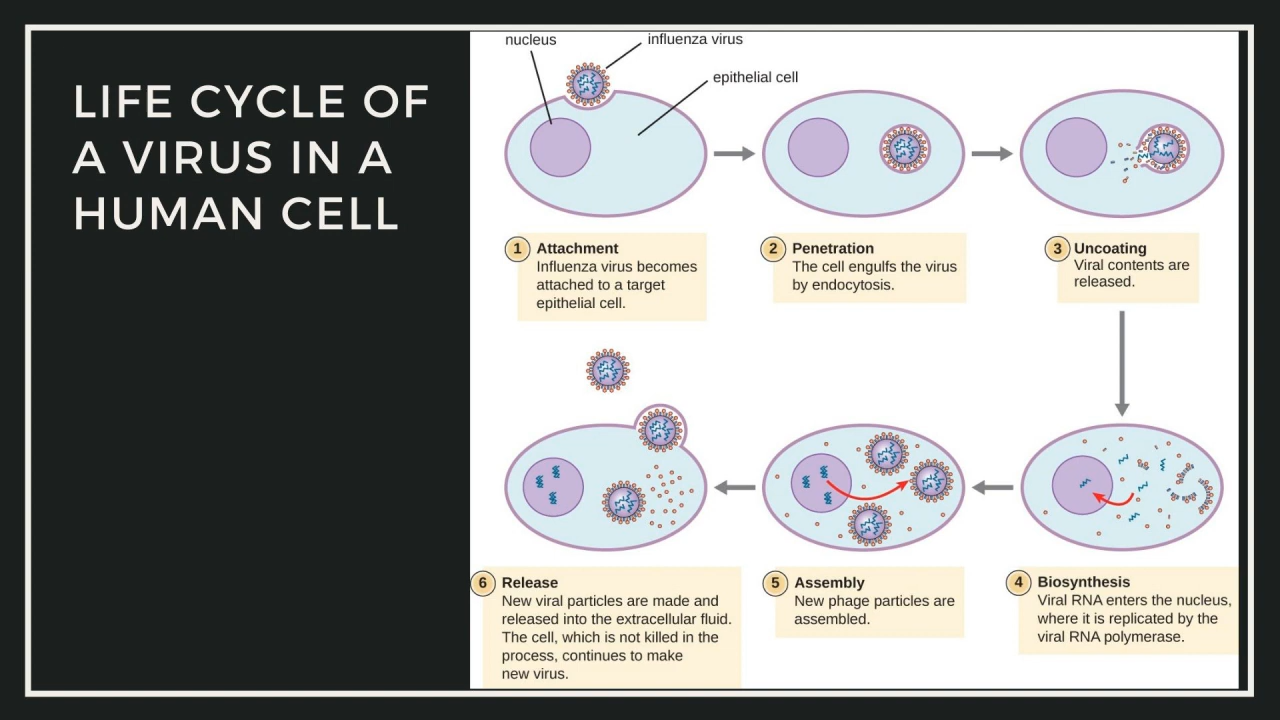 LIFE CYCLE OF
A VIRUS IN A
HUMAN CELL
nucleus
influenza virus
epithelial cell
1 Attachment
Influenza virus becomes
attached to a target
epithelial cell.
2 Penetration
The cell engulfs the virus
by endocytosis.
3 Uncoating
Viral contents are
released.
6 Release
New viral particles are made and
released into the extracellular fluid.
The cell, which is not killed in the
process, continues to make
new virus.
5 Assembly
New phage particles are
assembled.
4 Biosynthesis
Viral RNA enters the nucleus,
where it is replicated by the
viral RNA polymerase.